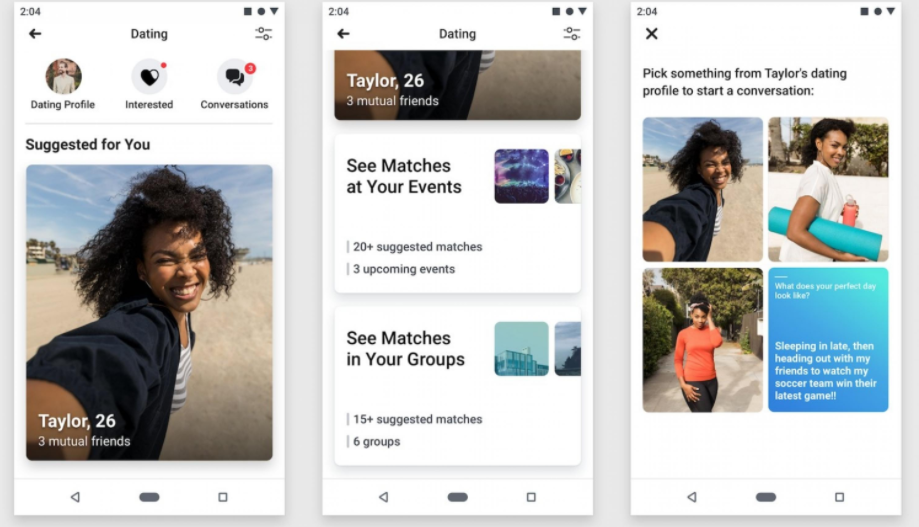 2:04
Dating
3
Dating Profile
Interested
Conversations
Suggested for You
Taylor, 26
3 mutual friends
2:04
Dating
Taylor, 26
3 mutual friends
See Matches
at Your Events
20+ suggested matches
3 upcoming events
See Matches
in Your Groups
15+ suggested matches
6 groups
2:04
Pick something from Taylor's dating
profile to start a conversation:
What does your perfect day
look like?
Sleeping in late, then
heading out with my
friends to watch my
soccer team win their
latest game!!